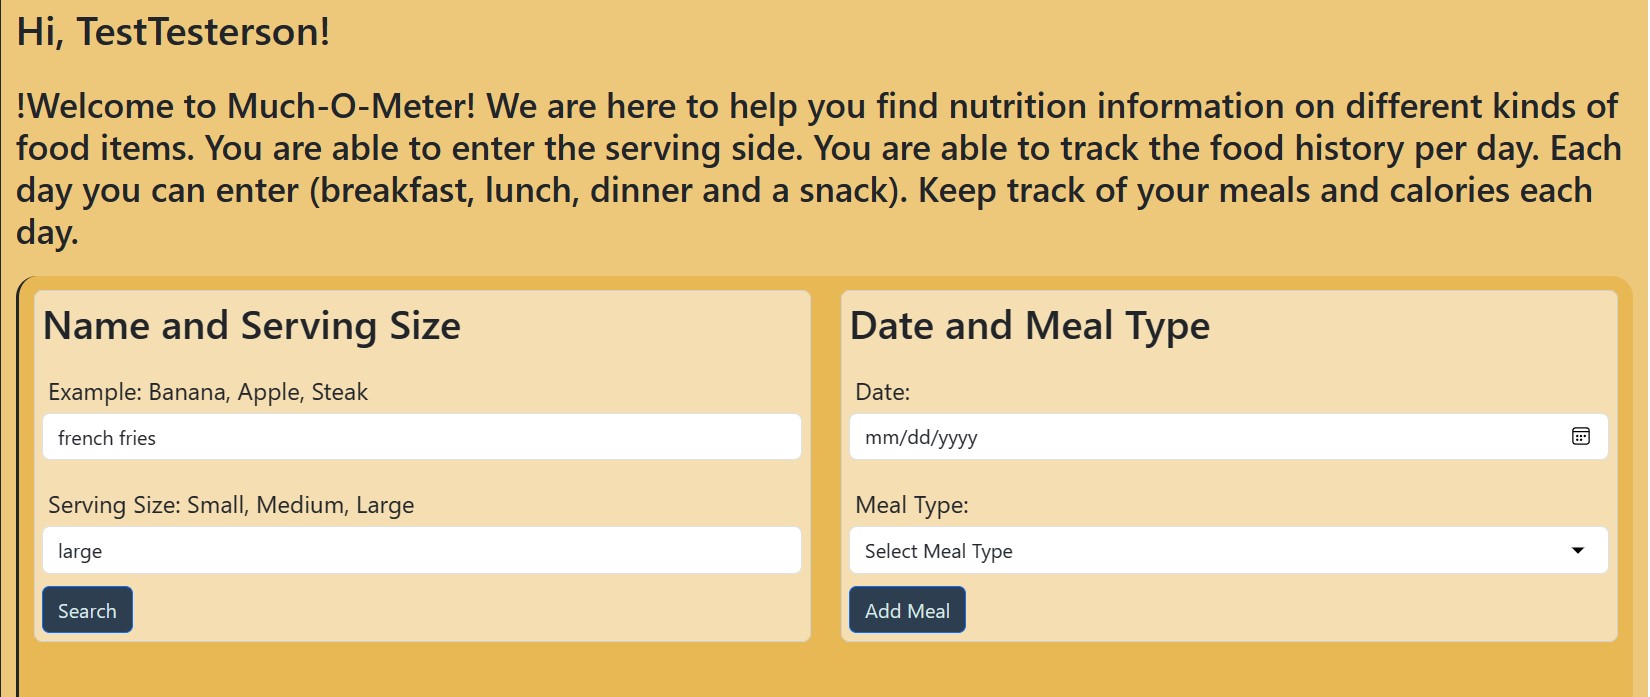 Hi, TestTesterson!
!Welcome to Much-O-Meter! We are here to help you find nutrition information on different kinds of
food items. You are able to enter the serving side. You are able to track the food history per day. Each
day you can enter (breakfast, lunch, dinner and a snack). Keep track of your meals and calories each
day.
Name and Serving Size
Example: Banana, Apple, Steak
french fries
Serving Size: Small, Medium, Large
large
Search
Date and Meal Type
Date:
mm/dd/yyyy
Meal Type:
Select Meal Type
Add Meal